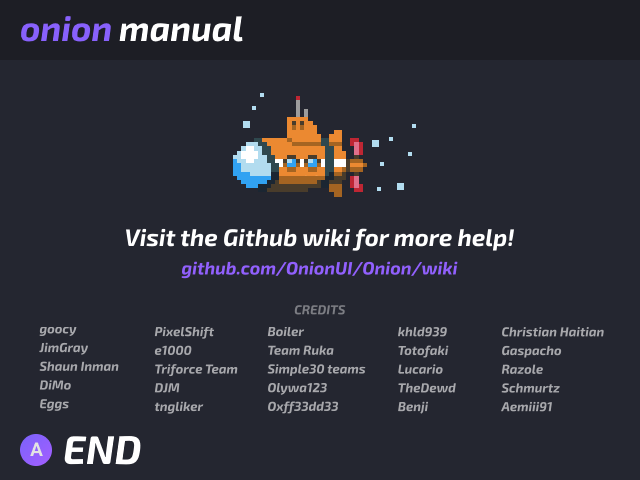 onion manual
Visit the Github wiki for more help!
github.com/OnionUI/Onion/wiki
CREDITS
goocy
JimGray
Shaun Inman
DiMo
Eggs
PixelShift
e1000
Triforce Team
DJM
tngliker
Boiler
Team Ruka
Simple30 teams
Olywa123
Oxff33dd33
khld939
Totofaki
Lucario
TheDewd
Benji
Christian Haitian
Gaspacho
Razole
Schmurtz
Aemiii91
A END